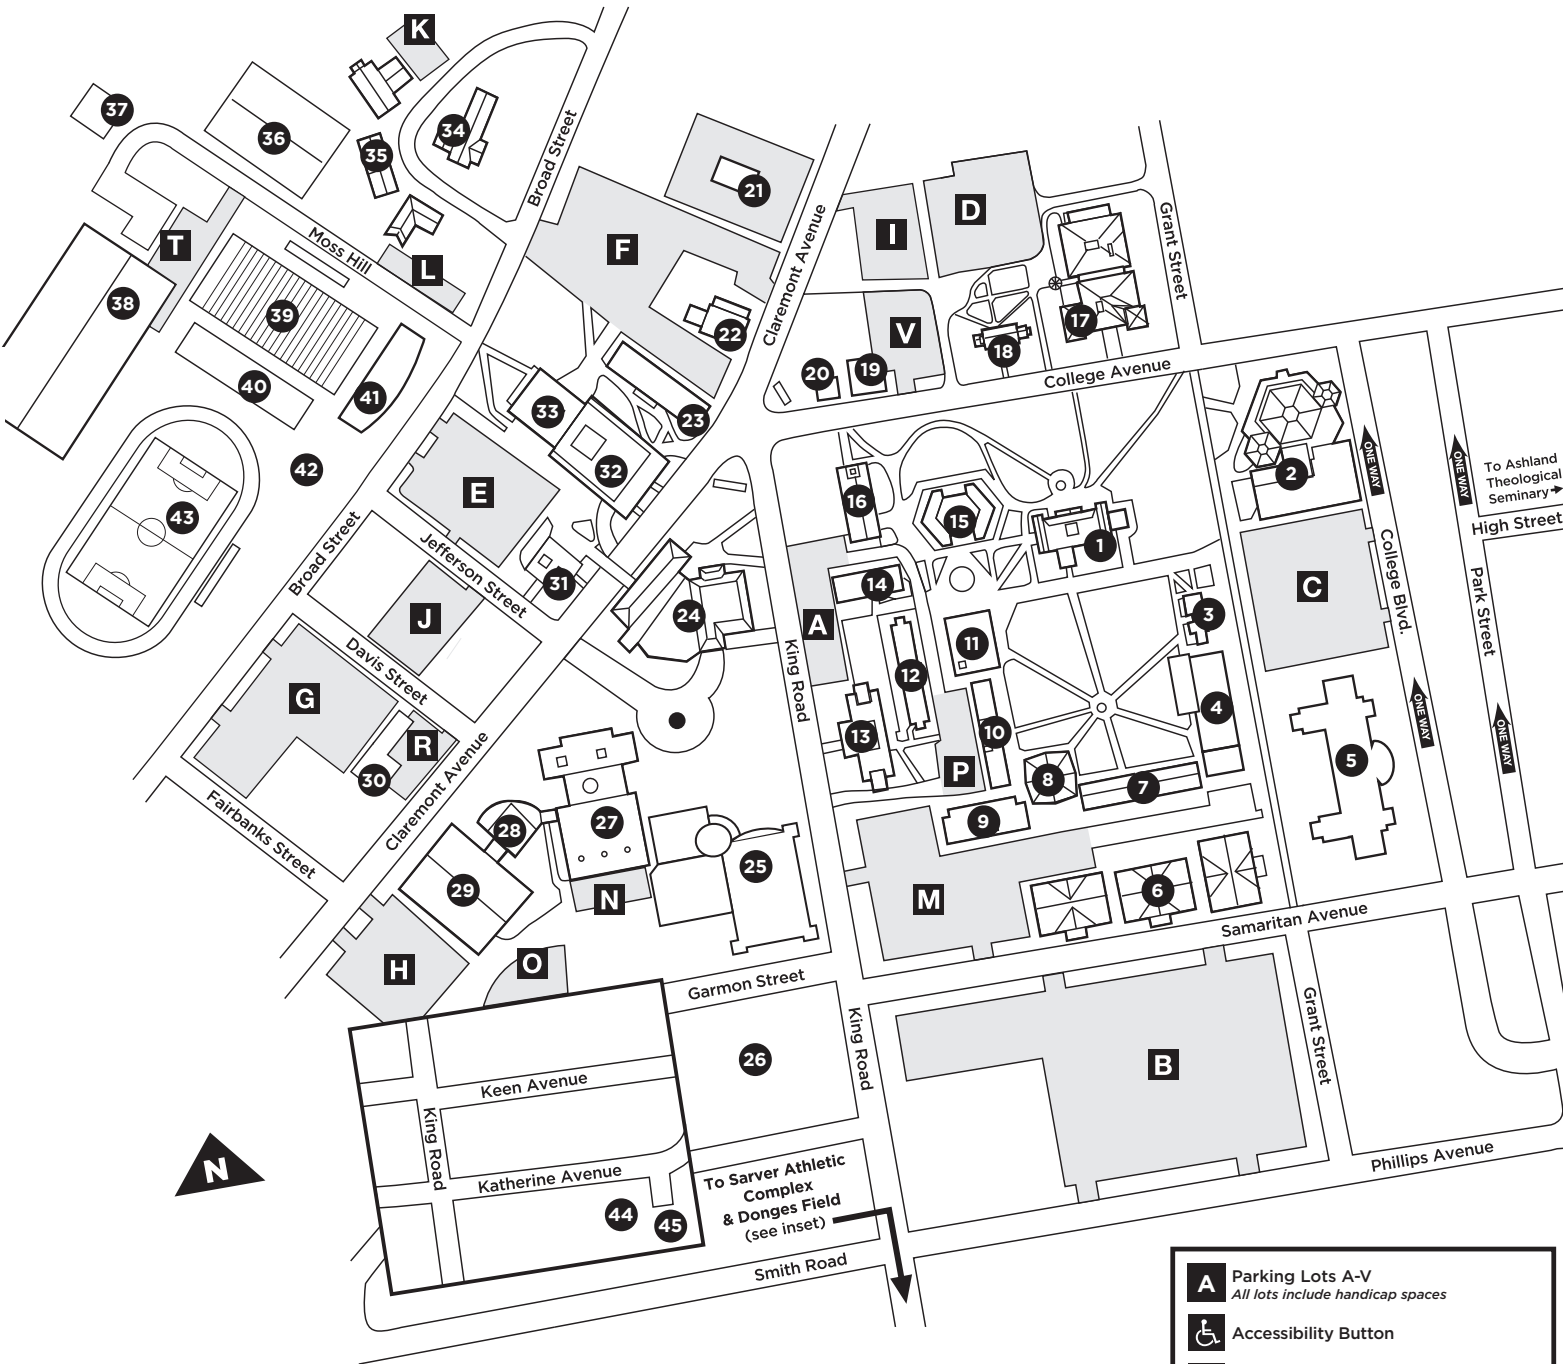 K
37
36
34
35
Broad Street
21
T
Moss Hill
L
F
Claremont Avenue
I
D
Grant Street
38
39
22
17
V
18
20
19
College Avenue
40
41
33
23
42
32
E
16
15
1
2
ONE WAY
ONE WAY
To Ashland
Theological
Seminary
High Street
43
Broad Street
Jefferson Street
31
14
C
College Blvd.
Park Street
J
24
A
11
3
Davis Street
King Road
12
G
4
R
13
10
ONE WAY
ONE WAY
30
P
8
7
5
Claremont Avenue
Fairbanks Street
28
27
9
25
29
N
M
6
Samaritan Avenue
H
O
Garmon Street
King Road
Grant Street
26
B
Keen Avenue
King Road
N
Katherine Avenue
44
45
To Sarver Athletic
Complex
& Donges Field
(see inset)
Phillips Avenue
Smith Road
A
Parking Lots A-V
All lots include handicap spaces
Accessibility Button